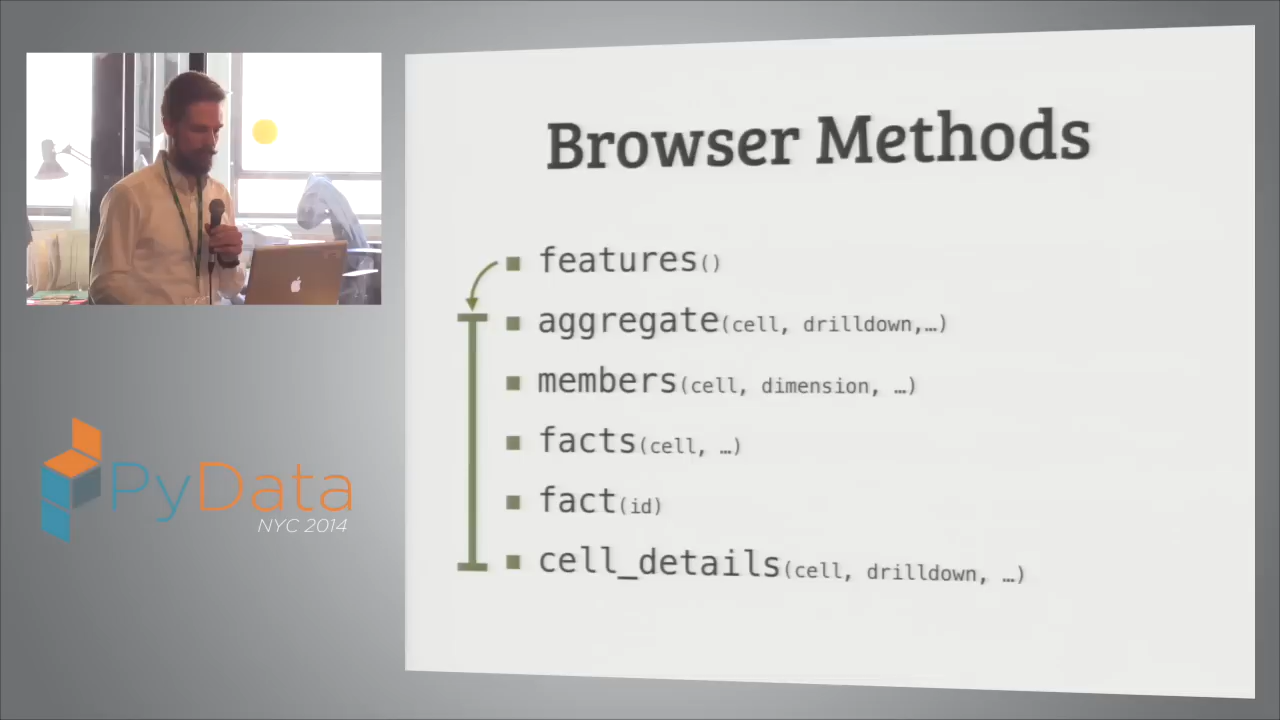 Browser Methods
features()
aggregate(cell, drilldown,…)
members(cell, dimension, …)
facts(cell, …)
fact(id)
cell_details(cell, drilldown, …)
PyData
NYC 2014